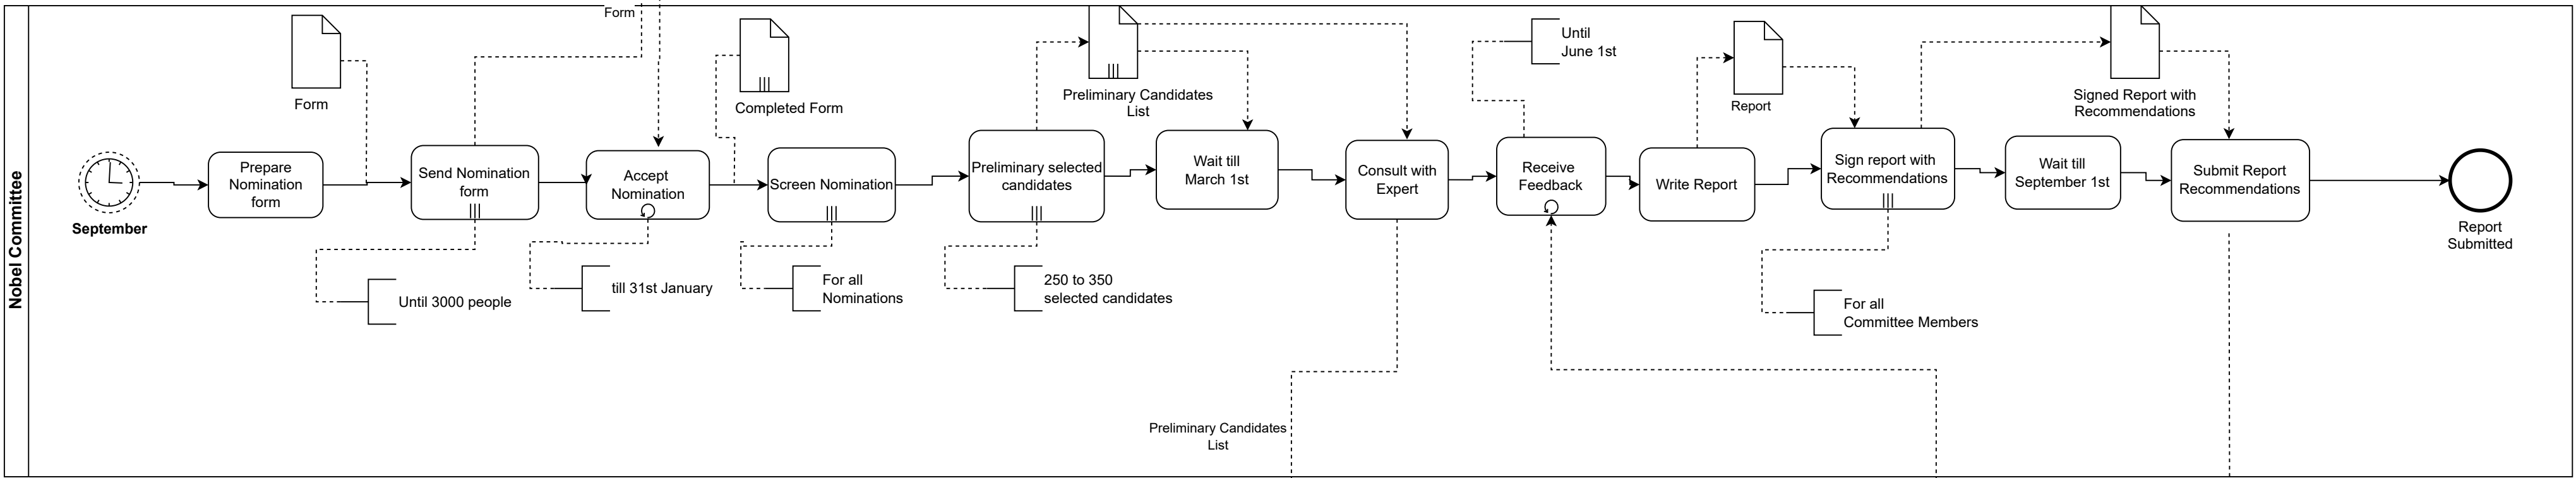 Nobel Committee
September
Form
Prepare
Nomination
form
Form
Send Nomination
form
Until 3000 people
Accept
Nomination
till 31st January
Completed Form
Screen Nomination
For all
Nominations
Preliminary selected
candidates
250 to 350
selected candidates
Preliminary Candidates
List
Wait till
March 1st
Consult with
Expert
Preliminary Candidates
List
Until
June 1st
Receive
Feedback
Write Report
Report
Sign report with
Recommendations
For all
Committee Members
Wait till
September 1st
Signed Report with
Recommendations
Submit Report
Recommendations
Report
Submitted